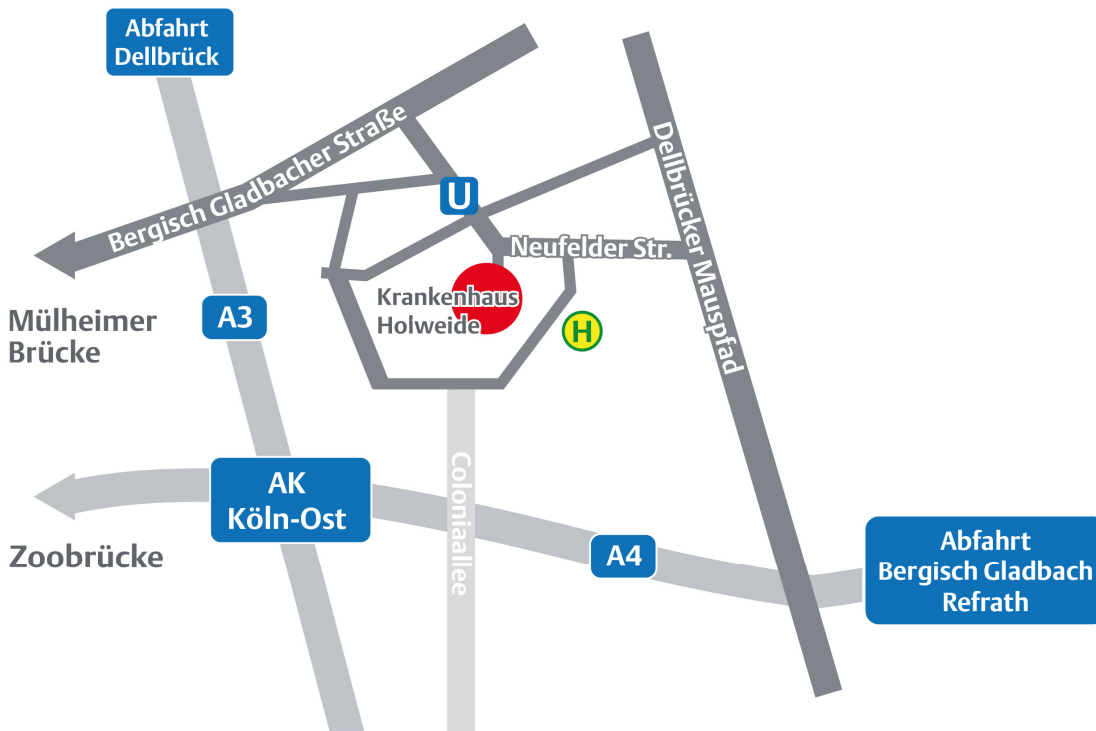 Abfahrt
Dellbrück
Bergisch Gladbacher Straße
Dellbrücker Mauspfad
U
Neufelder Str.
Krankenhaus
Holweide
H
A3
Mülheimer
Brücke
AK
Köln-Ost
Coloniaallee
A4
Zoobrücke
Abfahrt
Bergisch Gladbach
Refrath